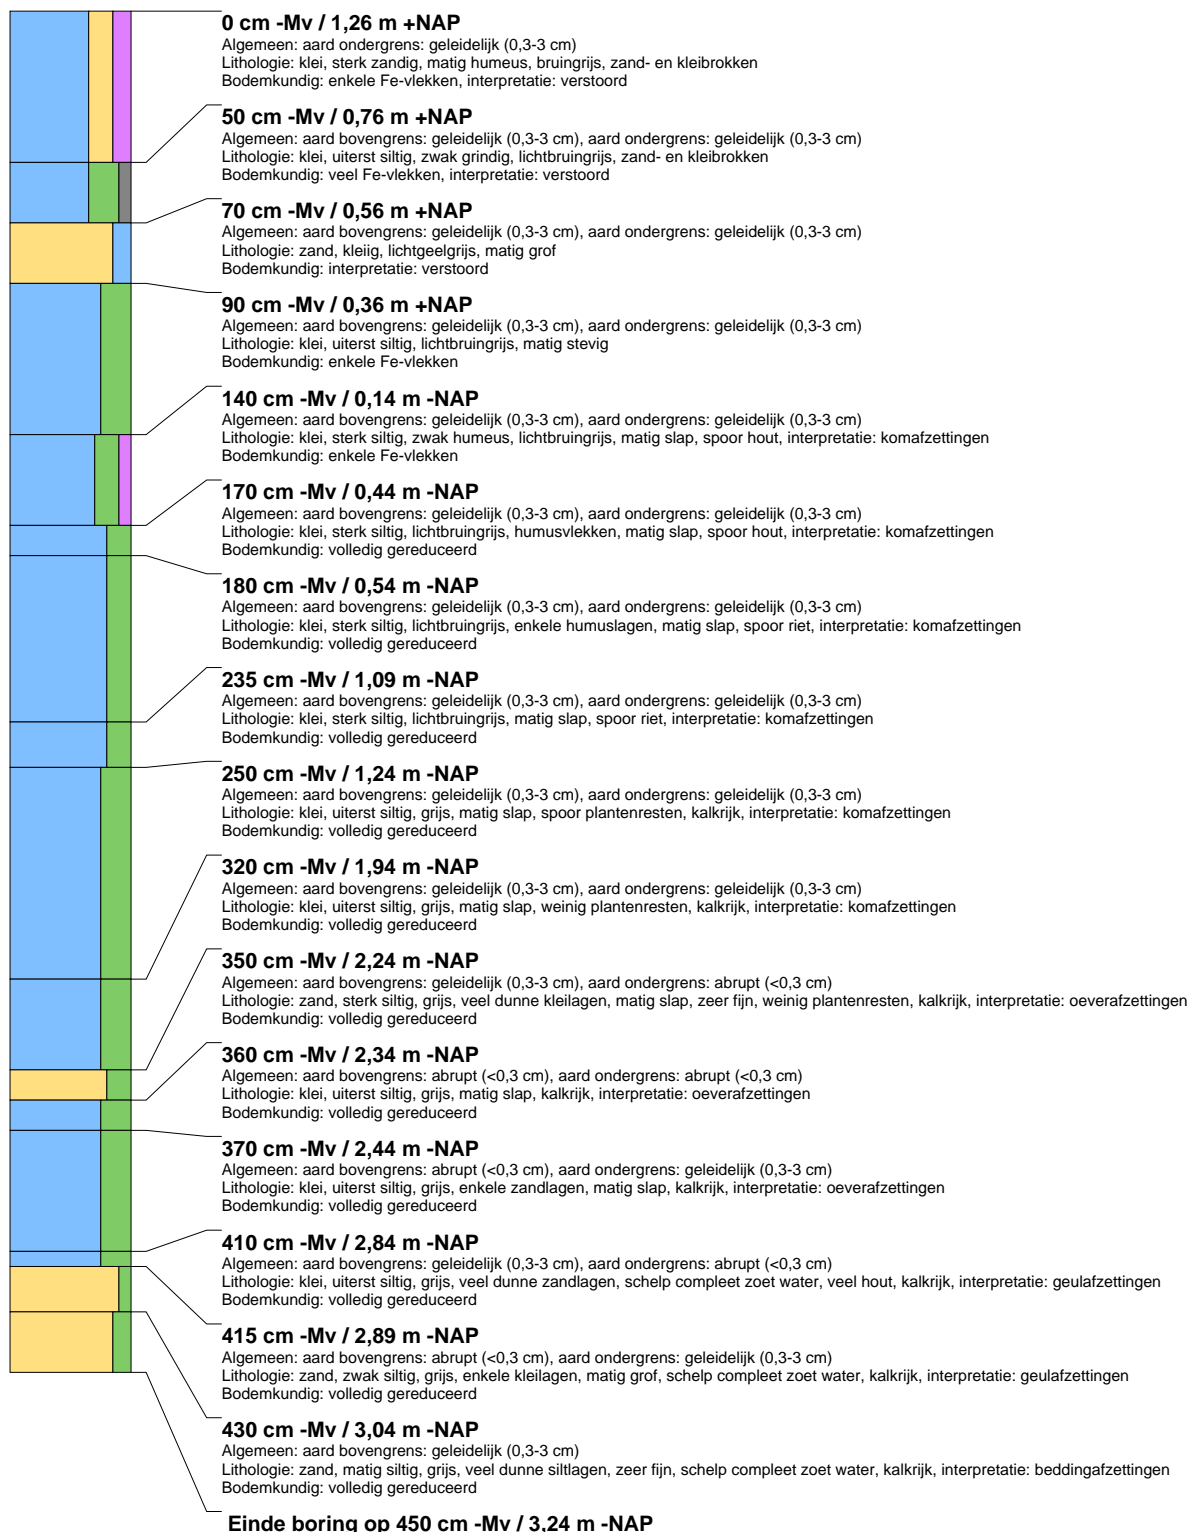 0 cm -Mv / 1,26 m +NAP
Algemeen: aard ondergrens: geleidelijk (0,3-3 cm)
Lithologie: klei, sterk zandig, matig humeus, bruingrijs, zand- en kleibrokken
Bodemkundig: enkele Fe-vlekken, interpretatie: verstoord
50 cm -Mv / 0,76 m +NAP
Algemeen: aard bovengrens: geleidelijk (0,3-3 cm), aard ondergrens: geleidelijk (0,3-3 cm)
Lithologie: klei, uiterst siltig, zwak grindig, lichtbruingrijs, zand- en kleibrokken
Bodemkundig: veel Fe-vlekken, interpretatie: verstoord
70 cm -Mv / 0,56 m +NAP
Algemeen: aard bovengrens: geleidelijk (0,3-3 cm), aard ondergrens: geleidelijk (0,3-3 cm)
Lithologie: zand, kleiig, lichtgeelgrijs, matig grof
Bodemkundig: interpretatie: verstoord
90 cm -Mv / 0,36 m +NAP
Algemeen: aard bovengrens: geleidelijk (0,3-3 cm), aard ondergrens: geleidelijk (0,3-3 cm)
Lithologie: klei, uiterst siltig, lichtbruingrijs, matig stevig
Bodemkundig: enkele Fe-vlekken
140 cm -Mv / 0,14 m -NAP
Algemeen: aard bovengrens: geleidelijk (0,3-3 cm), aard ondergrens: geleidelijk (0,3-3 cm)
Lithologie: klei, sterk siltig, zwak humeus, lichtbruingrijs, matig slap, spoor hout, interpretatie: komafzettingen
Bodemkundig: enkele Fe-vlekken
170 cm -Mv / 0,44 m -NAP
Algemeen: aard bovengrens: geleidelijk (0,3-3 cm), aard ondergrens: geleidelijk (0,3-3 cm)
Lithologie: klei, sterk siltig, lichtbruingrijs, humusvlekken, matig slap, spoor hout, interpretatie: komafzettingen
Bodemkundig: volledig gereduceerd
180 cm -Mv / 0,54 m -NAP
Algemeen: aard bovengrens: geleidelijk (0,3-3 cm), aard ondergrens: geleidelijk (0,3-3 cm)
Lithologie: klei, sterk siltig, lichtbruingrijs, enkele humuslagen, matig slap, spoor riet, interpretatie: komafzettingen
Bodemkundig: volledig gereduceerd
235 cm -Mv / 1,09 m -NAP
Algemeen: aard bovengrens: geleidelijk (0,3-3 cm), aard ondergrens: geleidelijk (0,3-3 cm)
Lithologie: klei, sterk siltig, lichtbruingrijs, matig slap, spoor riet, interpretatie: komafzettingen
Bodemkundig: volledig gereduceerd
250 cm -Mv / 1,24 m -NAP
Algemeen: aard bovengrens: geleidelijk (0,3-3 cm), aard ondergrens: geleidelijk (0,3-3 cm)
Lithologie: klei, uiterst siltig, grijs, matig slap, spoor plantenresten, kalkrijk, interpretatie: komafzettingen
Bodemkundig: volledig gereduceerd
320 cm -Mv / 1,94 m -NAP
Algemeen: aard bovengrens: geleidelijk (0,3-3 cm), aard ondergrens: geleidelijk (0,3-3 cm)
Lithologie: klei, uiterst siltig, grijs, matig slap, weinig plantenresten, kalkrijk, interpretatie: komafzettingen
Bodemkundig: volledig gereduceerd
350 cm -Mv / 2,24 m -NAP
Algemeen: aard bovengrens: geleidelijk (0,3-3 cm), aard ondergrens: abrupt (<0,3 cm)
Lithologie: zand, sterk siltig, grijs, veel dunne kleilagen, matig slap, zeer fijn, weinig plantenresten, kalkrijk, interpretatie: oeverafzettingen
Bodemkundig: volledig gereduceerd
360 cm -Mv / 2,34 m -NAP
Algemeen: aard bovengrens: abrupt (<0,3 cm), aard ondergrens: abrupt (<0,3 cm)
Lithologie: klei, uiterst siltig, grijs, matig slap, kalkrijk, interpretatie: oeverafzettingen
Bodemkundig: volledig gereduceerd
370 cm -Mv / 2,44 m -NAP
Algemeen: aard bovengrens: abrupt (<0,3 cm), aard ondergrens: geleidelijk (0,3-3 cm)
Lithologie: klei, uiterst siltig, grijs, enkele zandlagen, matig slap, kalkrijk, interpretatie: oeverafzettingen
Bodemkundig: volledig gereduceerd
410 cm -Mv / 2,84 m -NAP
Algemeen: aard bovengrens: geleidelijk (0,3-3 cm), aard ondergrens: abrupt (<0,3 cm)
Lithologie: klei, uiterst siltig, grijs, veel dunne zandlagen, schelp compleet zoet water, veel hout, kalkrijk, interpretatie: geulafzettingen
Bodemkundig: volledig gereduceerd
415 cm -Mv / 2,89 m -NAP
Algemeen: aard bovengrens: abrupt (<0,3 cm), aard ondergrens: geleidelijk (0,3-3 cm)
Lithologie: zand, zwak siltig, grijs, enkele kleilagen, matig grof, schelp compleet zoet water, kalkrijk, interpretatie: geulafzettingen
Bodemkundig: volledig gereduceerd
430 cm -Mv / 3,04 m -NAP
Algemeen: aard bovengrens: geleidelijk (0,3-3 cm)
Lithologie: zand, matig siltig, grijs, veel dunne siltlagen, zeer fijn, schelp compleet zoet water, kalkrijk, interpretatie: beddingafzettingen
Bodemkundig: volledig gereduceerd
Einde boring op 450 cm -Mv / 3,24 m -NAP